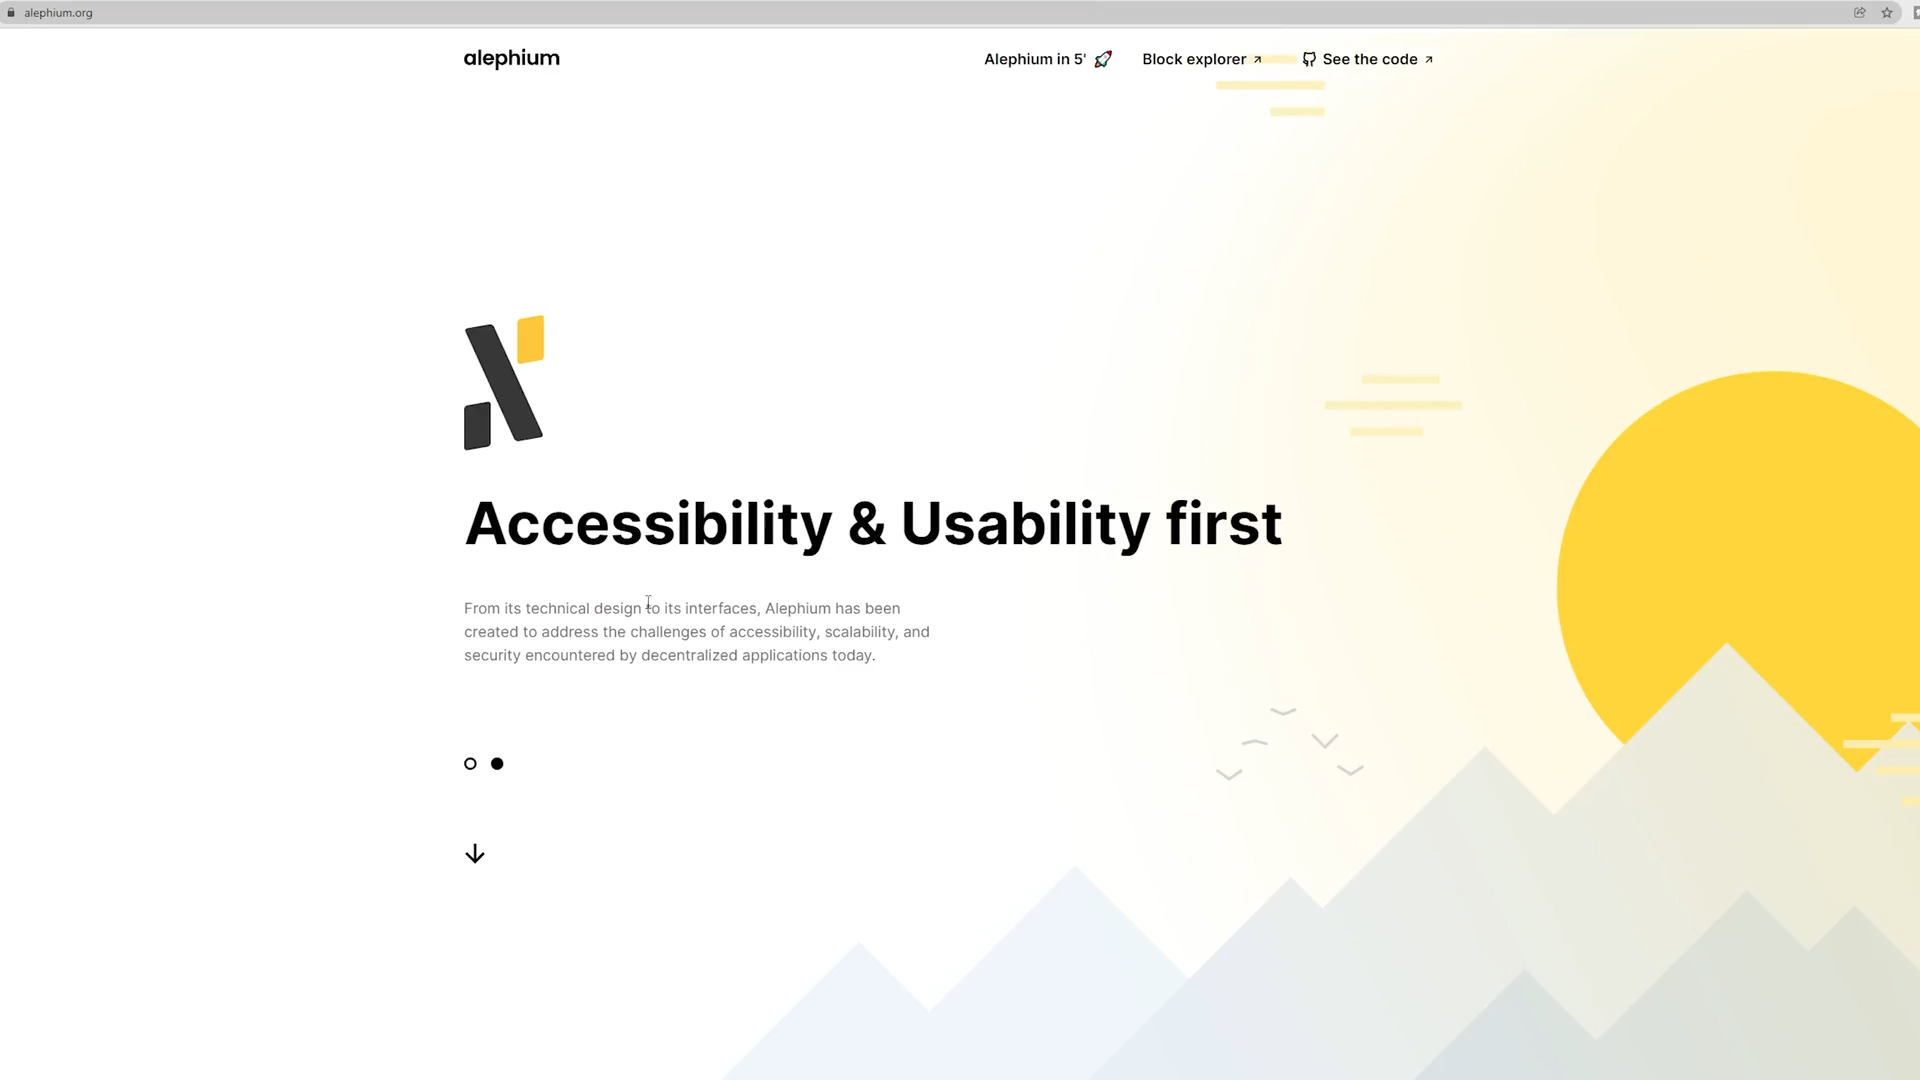 alephium.org
alephium
Alephium in 5' 🚀 Block explorer ↗ See the code ↗
Accessibility & Usability first
From its technical design to its interfaces, Alephium has been
created to address the challenges of accessibility, scalability, and
security encountered by decentralized applications today.